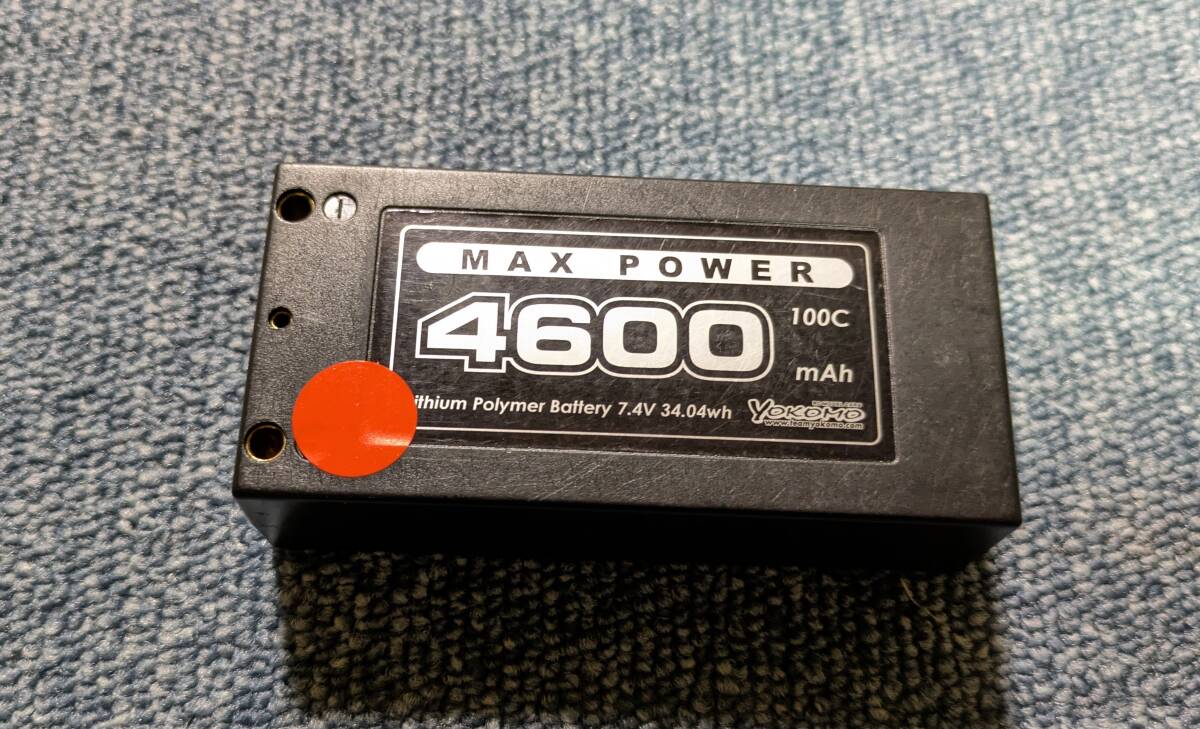 MAX POWER
4600
100C
mAh
ithium Polymer Battery 7.4V 34.04wh
YOKOMO
www.teamyokomo.com